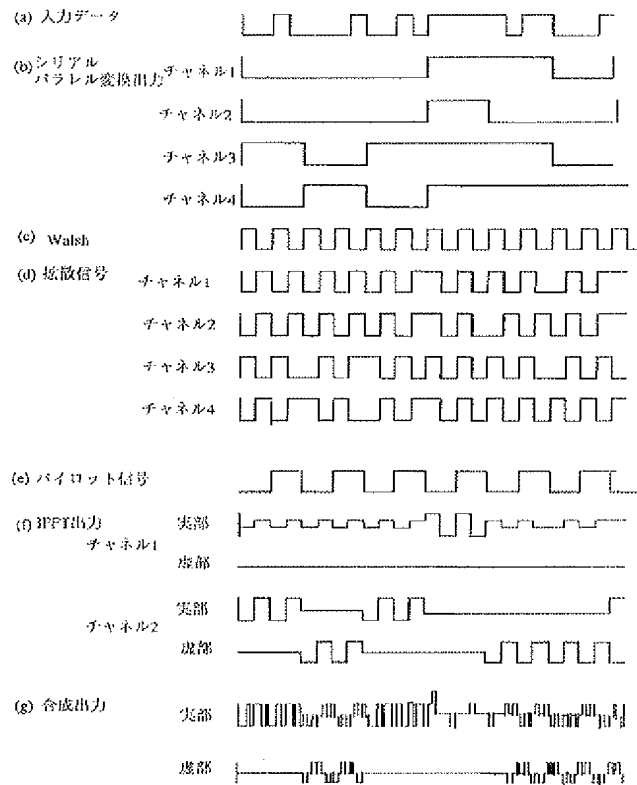 (a) 入力データ
(b) シリアル
パラレル変換出力
チャネル1
チャネル2
チャネル3
チャネル4
(c) Walsh
(d) 拡散信号
チャネル1
チャネル2
チャネル3
チャネル4
(e) パイロット信号
(f) IFFT出力
チャネル1
実部
虚部
チャネル2
実部
虚部
(g) 合成出力
実部
虚部